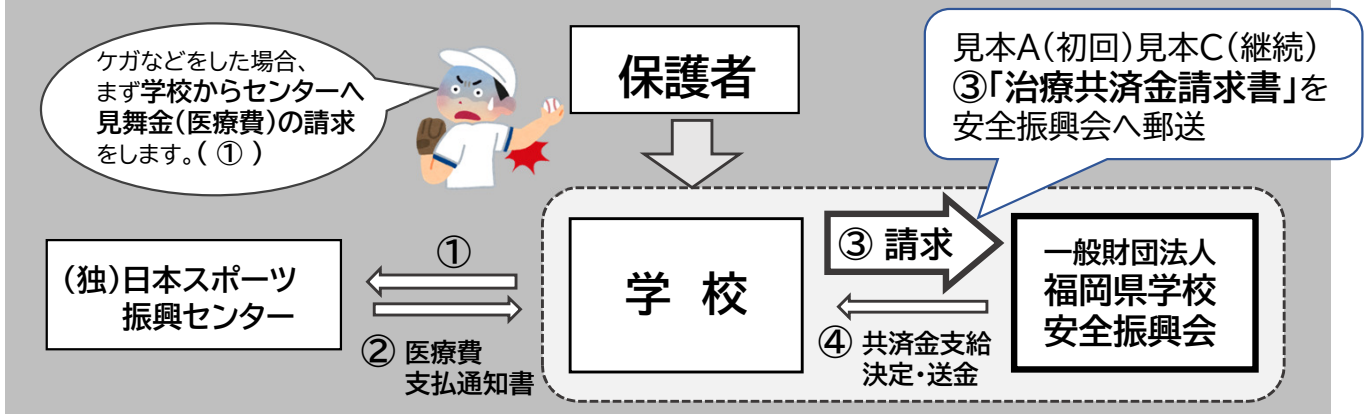 ケガなどをした場合、
まず学校からセンターへ
見舞金(医療費)の請求
をします。( ① )
保護者
見本A(初回)見本C(継続)
③「治療共済金請求書」を
安全振興会へ郵送
(独)日本スポーツ
振興センター
①
② 医療費
支払通知書
学 校
③ 請求
④ 共済金支給
決定・送金
一般財団法人
福岡県学校
安全振興会